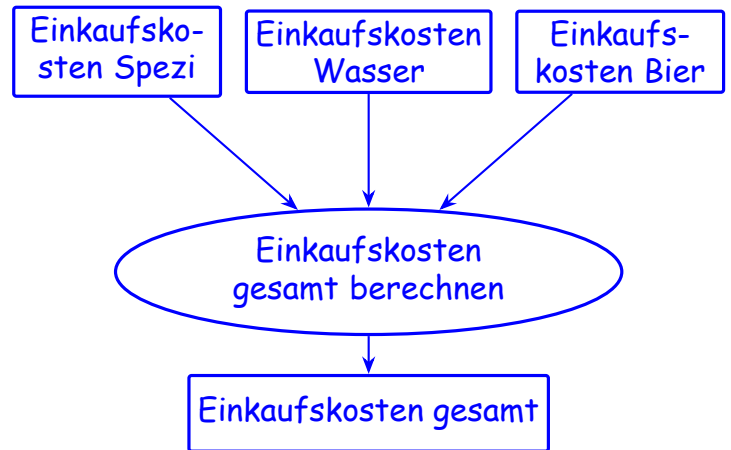 Einkaufsko-
sten Spezi
Einkaufskosten
Wasser
Einkaufs-
kosten Bier
Einkaufskosten
gesamt berechnen
Einkaufskosten gesamt